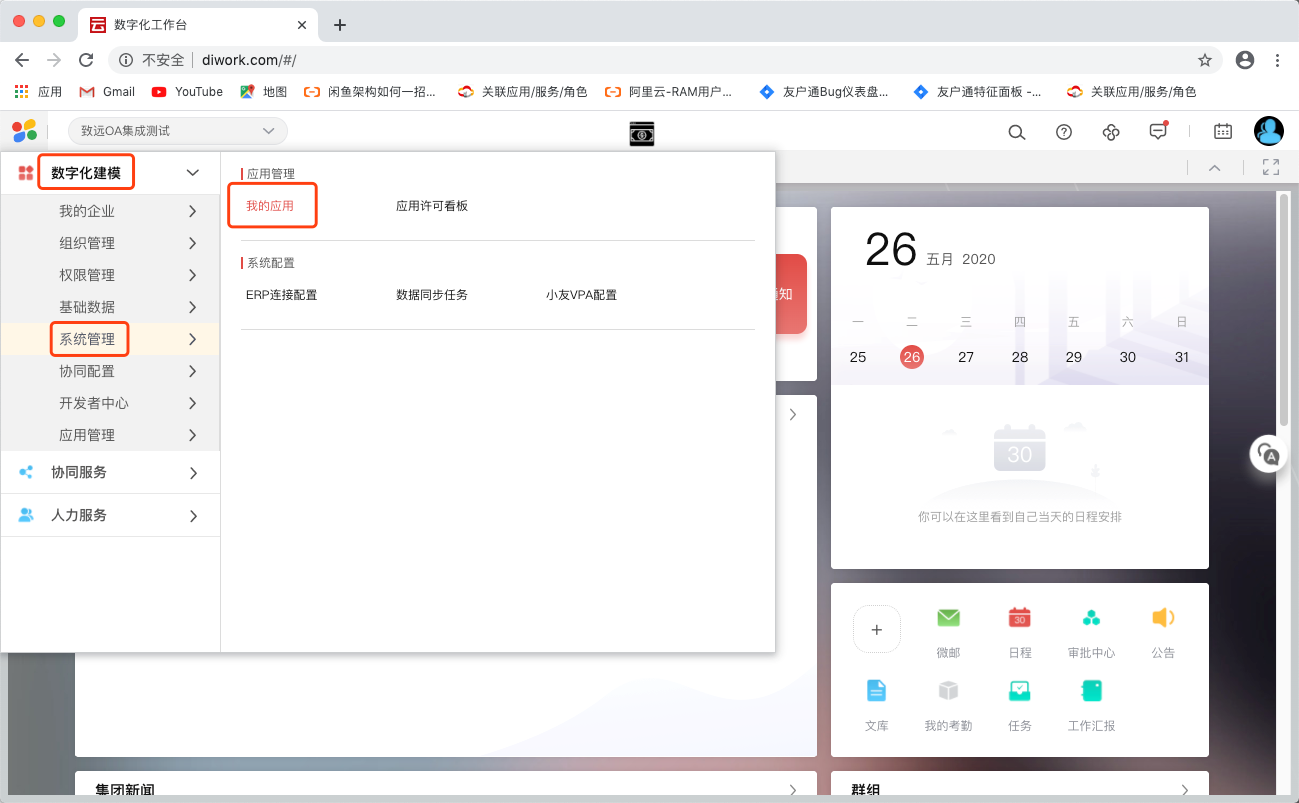 数字化工作台
不安全
diwork.com/#/
应用
Gmail
YouTube
地图
闲鱼架构如何一招...
关联应用/服务/角色
阿里云-RAM用户...
友户通Bug仪表盘...
友户通特征面板 -...
关联应用/服务/角色
致远OA集成测试
数字化建模
我的企业
组织管理
权限管理
基础数据
系统管理
协同配置
开发者中心
应用管理
协同服务
人力服务
应用管理
我的应用
应用许可看板
系统配置
ERP连接配置
数据同步任务
小友VPA配置
知
26 五月 2020
一 二 三 四 五 六 日
25 26 27 28 29 30 31
30
你可以在这里看到自己当天的日程安排
30
微邮
日程
审批中心
公告
文库
我的考勤
任务
工作汇报
集团新闻
群组